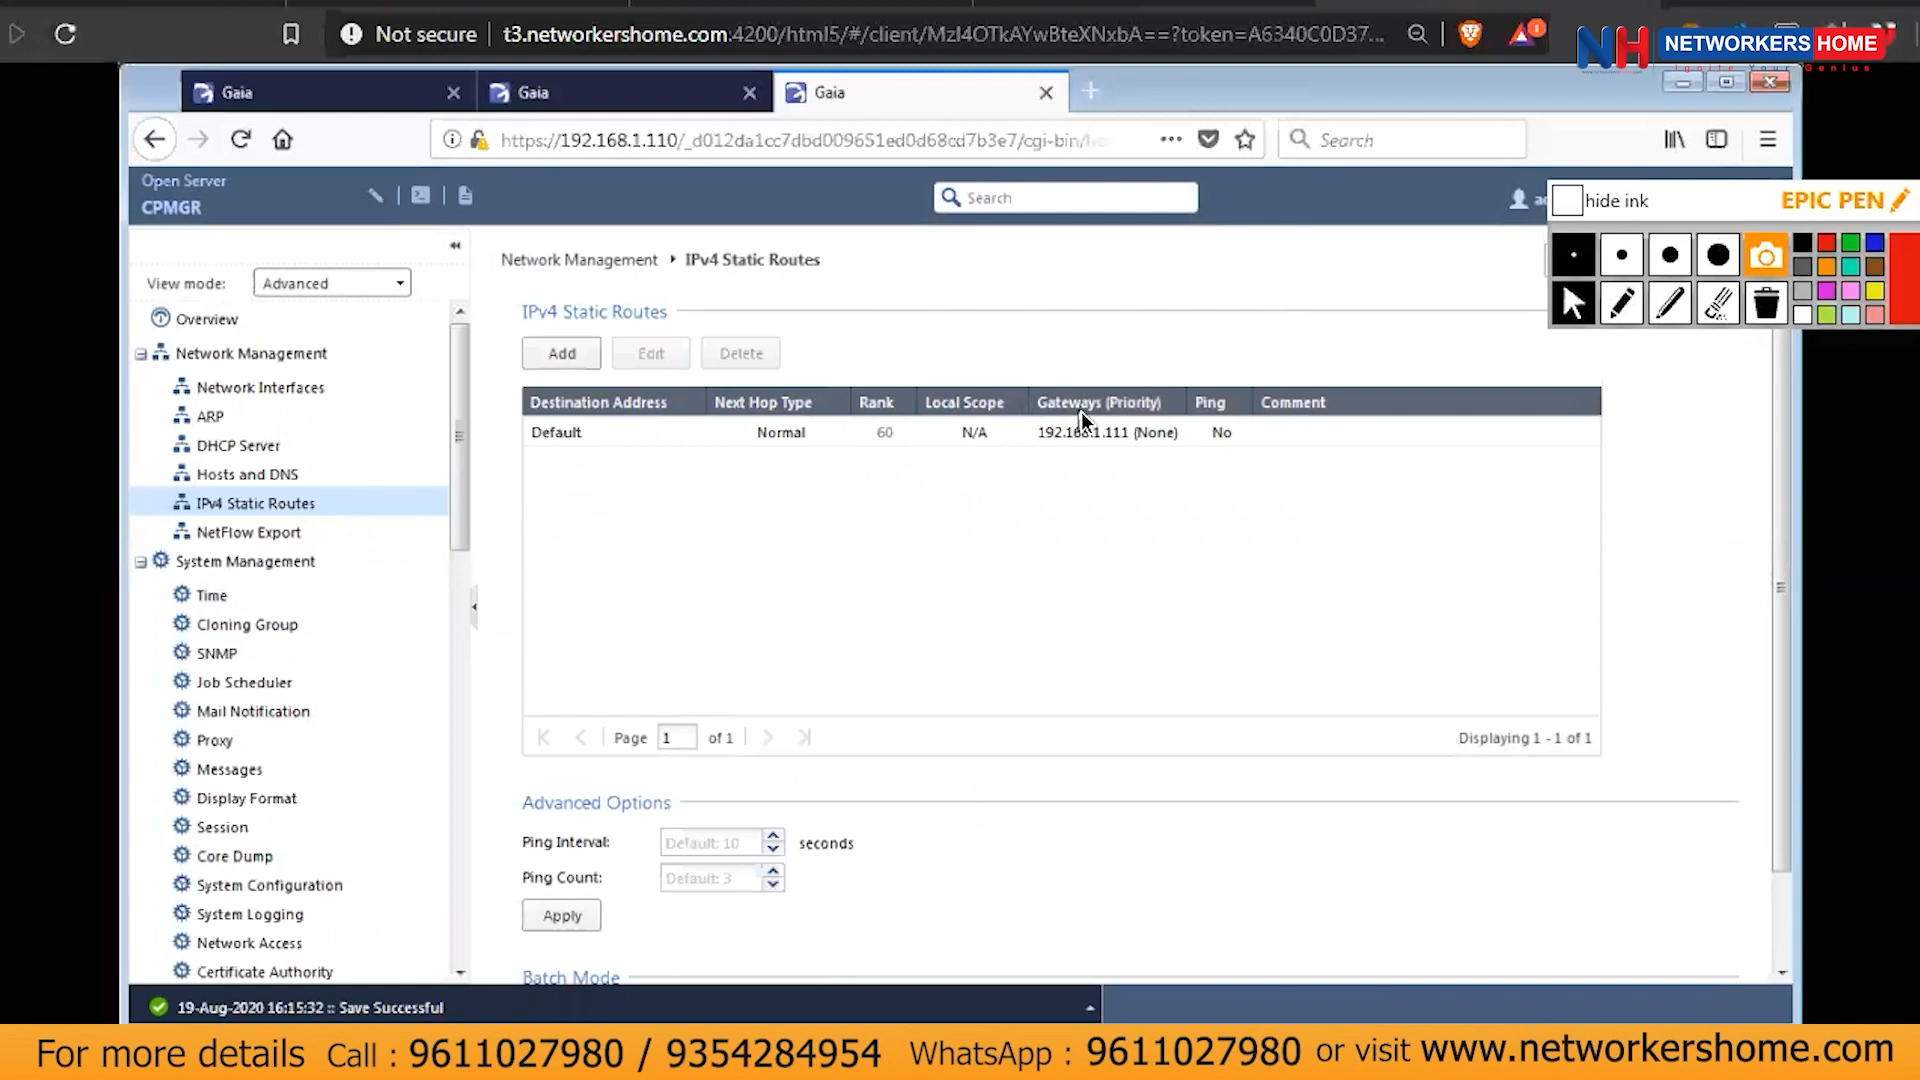 Not secure
t3.networkershome.com:4200/html5/#/client/MzI4OTkAYwBteXNxbA==?token=A6340C0D37...
NH NETWORKERS HOME
Ignite Your Genius
Gaia
Gaia
Gaia
https://192.168.1.110/_d012da1cc7dbd009651ed0d68cd7b3e7/cgi-bin/
Search
Open Server
CPMGR
Search
hide ink
EPIC PEN
View mode:
Advanced
Overview
Network Management
Network Interfaces
ARP
DHCP Server
Hosts and DNS
IPv4 Static Routes
NetFlow Export
System Management
Time
Cloning Group
SNMP
Job Scheduler
Mail Notification
Proxy
Messages
Display Format
Session
Core Dump
System Configuration
System Logging
Network Access
Certificate Authority
Network Management ▸ IPv4 Static Routes
IPv4 Static Routes
Add Edit Delete
Destination Address Next Hop Type Rank Local Scope Gateways (Priority) Ping Comment
Default Normal 60 N/A 192.168.1.111 (None) No
Page 1 of 1
Displaying 1 - 1 of 1
Advanced Options
Ping Interval: Default: 10 seconds
Ping Count: Default: 3
Apply
Batch Mode
19-Aug-2020 16:15:32 :: Save Successful
For more details Call : 9611027980 / 9354284954 WhatsApp : 9611027980 or visit www.networkershome.com